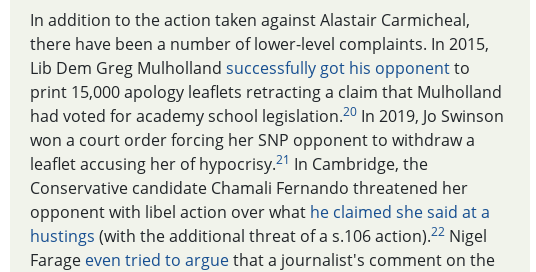 In addition to the action taken against Alastair Carmicheal,
there have been a number of lower-level complaints. In 2015,
Lib Dem Greg Mulholland successfully got his opponent to
print 15,000 apology leaflets retracting a claim that Mulholland
had voted for academy school legislation.20 In 2019, Jo Swinson
won a court order forcing her SNP opponent to withdraw a
leaflet accusing her of hypocrisy.21 In Cambridge, the
Conservative candidate Chamali Fernando threatened her
opponent with libel action over what he claimed she said at a
hustings (with the additional threat of a s.106 action).22 Nigel
Farage even tried to argue that a journalist's comment on the